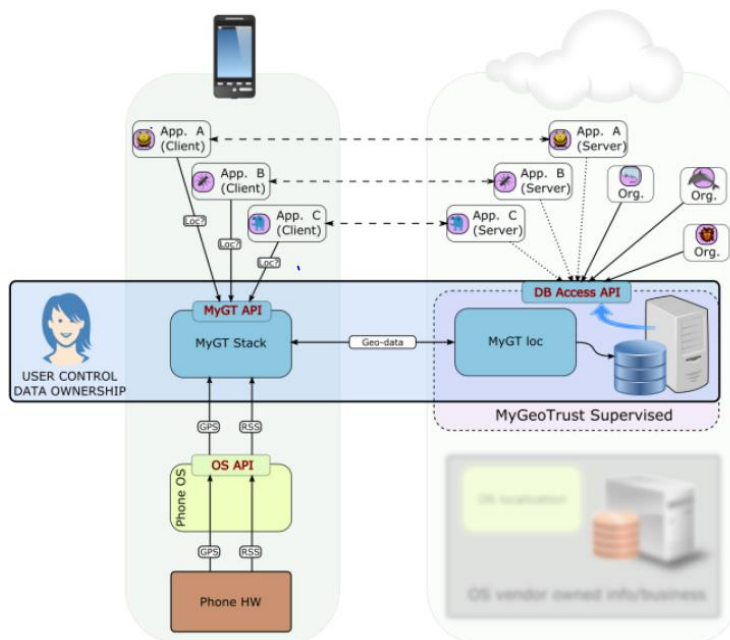 App. A
(Client)
App. A
(Server)
App. B
(Client)
App. B
(Server)
Org.
Org.
App. C
(Client)
App. C
(Server)
Org.
Loc?
Loc?
Loc?
DB Access API
MyGT API
MyGT Stack
Geo-data
MyGT loc
USER CONTROL
DATA OWNERSHIP
MyGeoTrust Supervised
GPS
RSS
OS API
Phone OS
OS localization
GPS
RSS
Phone HW
OS vendor owned info/business